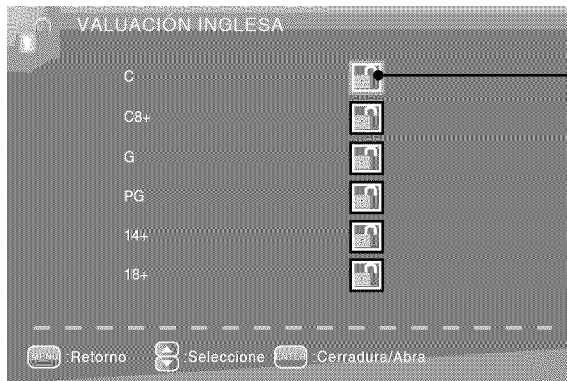 VALUACIÓN INGLESA
C
C8+
G
PG
14+
18+
MENU :Retorno :Seleccione ENTER :Cerradura/Abra